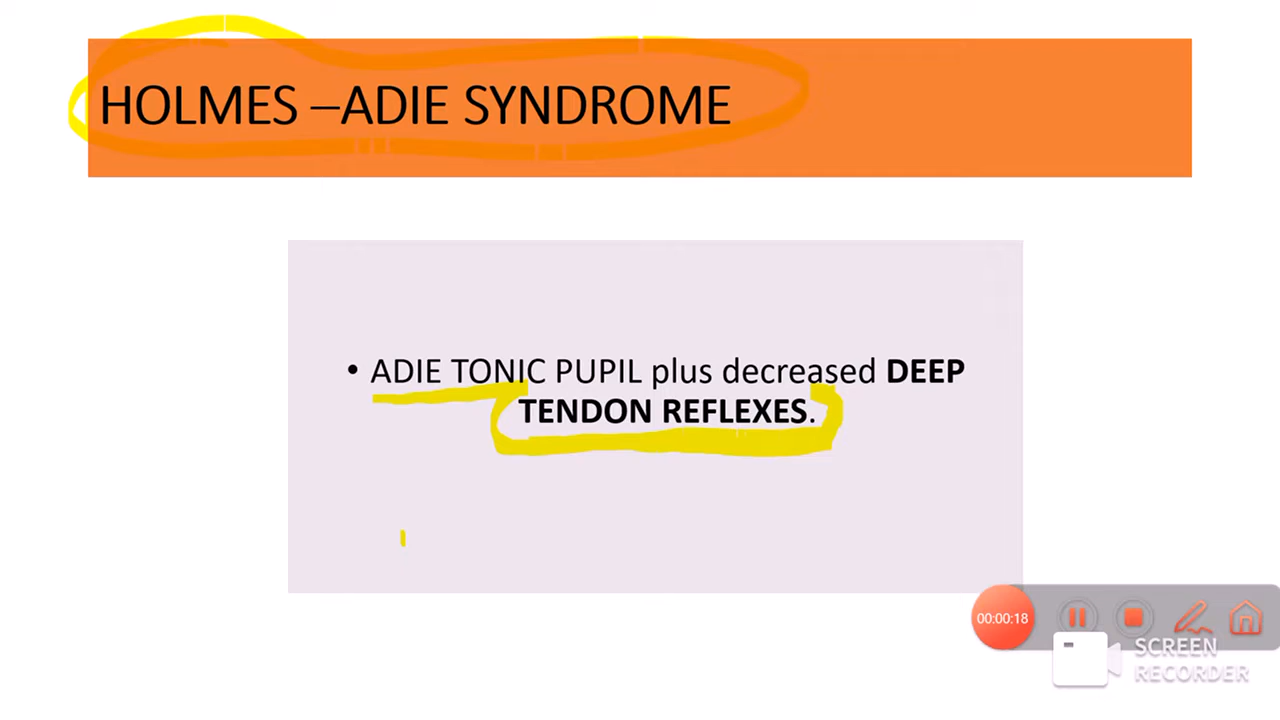 HOLMES –ADIE SYNDROME
• ADIE TONIC PUPIL plus decreased DEEP
TENDON REFLEXES.
00:00:18
SCREEN
RECORDER